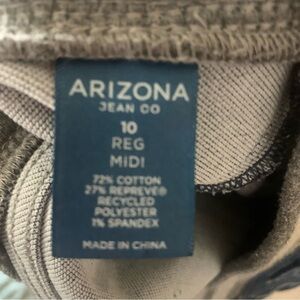 ARIZONA
JEAN CO
10
REG
MIDI
72% COTTON
27% REPREVE®
RECYCLED
POLYESTER
1% SPANDEX
MADE IN CHINA